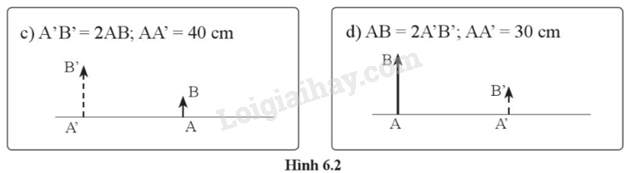 c) A’B’ = 2AB; AA’ = 40 cm
B’
B
A’
A
d) AB = 2A’B’; AA’ = 30 cm
B
B’
A
A’
Loigiaihay.com
Hình 6.2